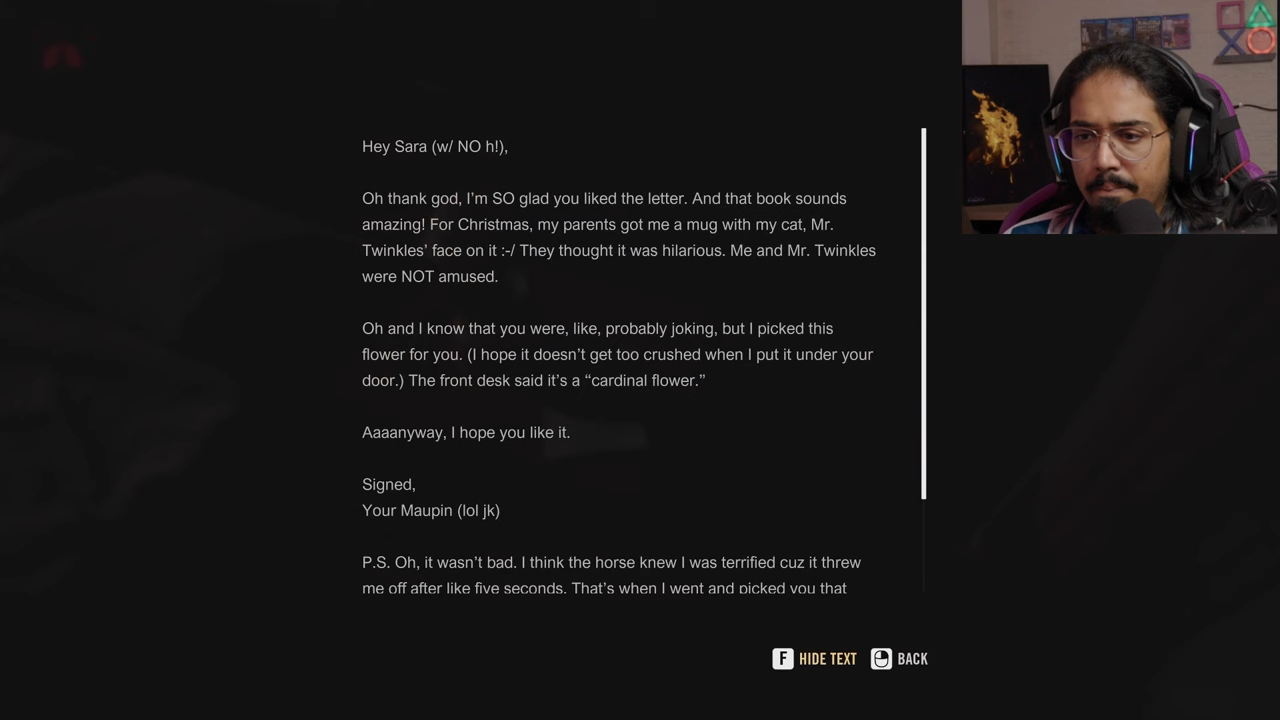 Hey Sara (w/ NO h!),
Oh thank god, I'm SO glad you liked the letter. And that book sounds
amazing! For Christmas, my parents got me a mug with my cat, Mr.
Twinkles' face on it :-/ They thought it was hilarious. Me and Mr. Twinkles
were NOT amused.
Oh and I know that you were, like, probably joking, but I picked this
flower for you. (I hope it doesn't get too crushed when I put it under your
door.) The front desk said it's a “cardinal flower.”
Aaaanyway, I hope you like it.
Signed,
Your Maupin (lol jk)
P.S. Oh, it wasn't bad. I think the horse knew I was terrified cuz it threw
me off after like five seconds. That's when I went and picked you that
F HIDE TEXT BACK